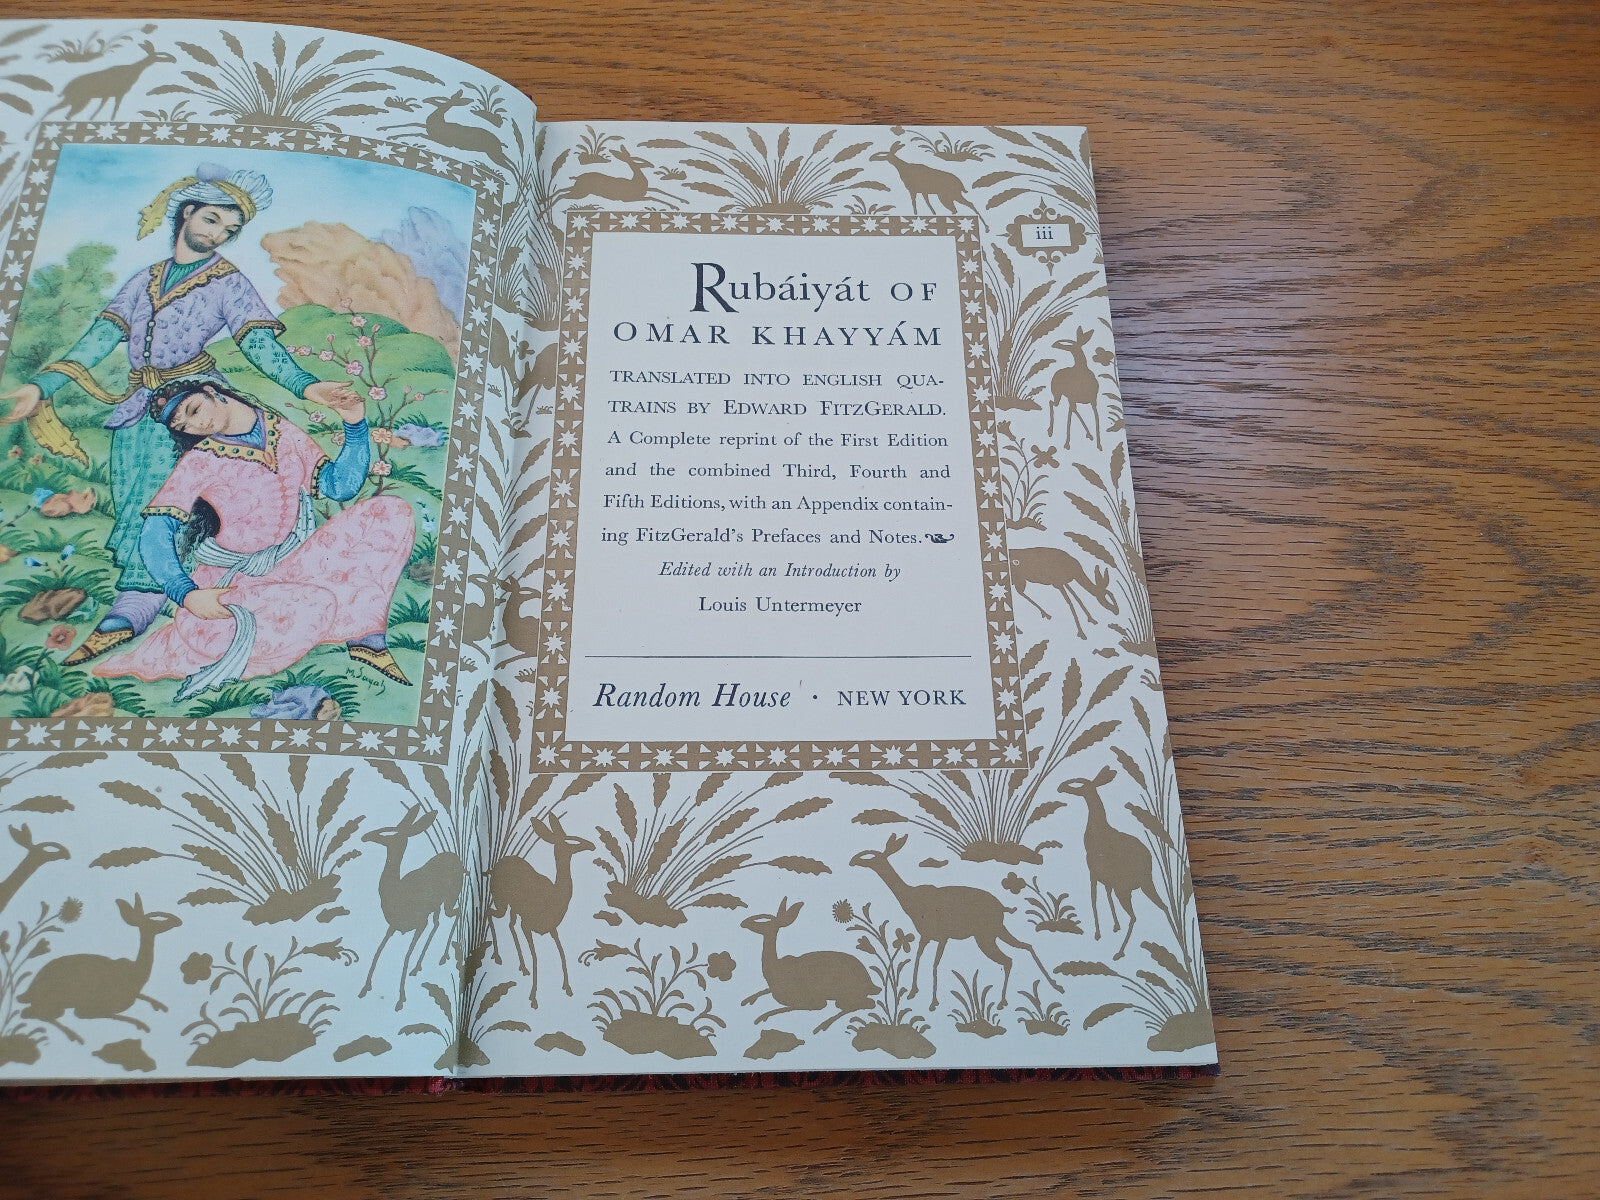 M. Sayah
iii
Rubáiyát OF
OMAR KHAYYÁM
TRANSLATED INTO ENGLISH QUA-
TRAINS BY EDWARD FITZGERALD.
A Complete reprint of the First Edition
and the combined Third, Fourth and
Fifth Editions, with an Appendix contain-
ing FitzGerald's Prefaces and Notes.
Edited with an Introduction by
Louis Untermeyer
Random House · NEW YORK